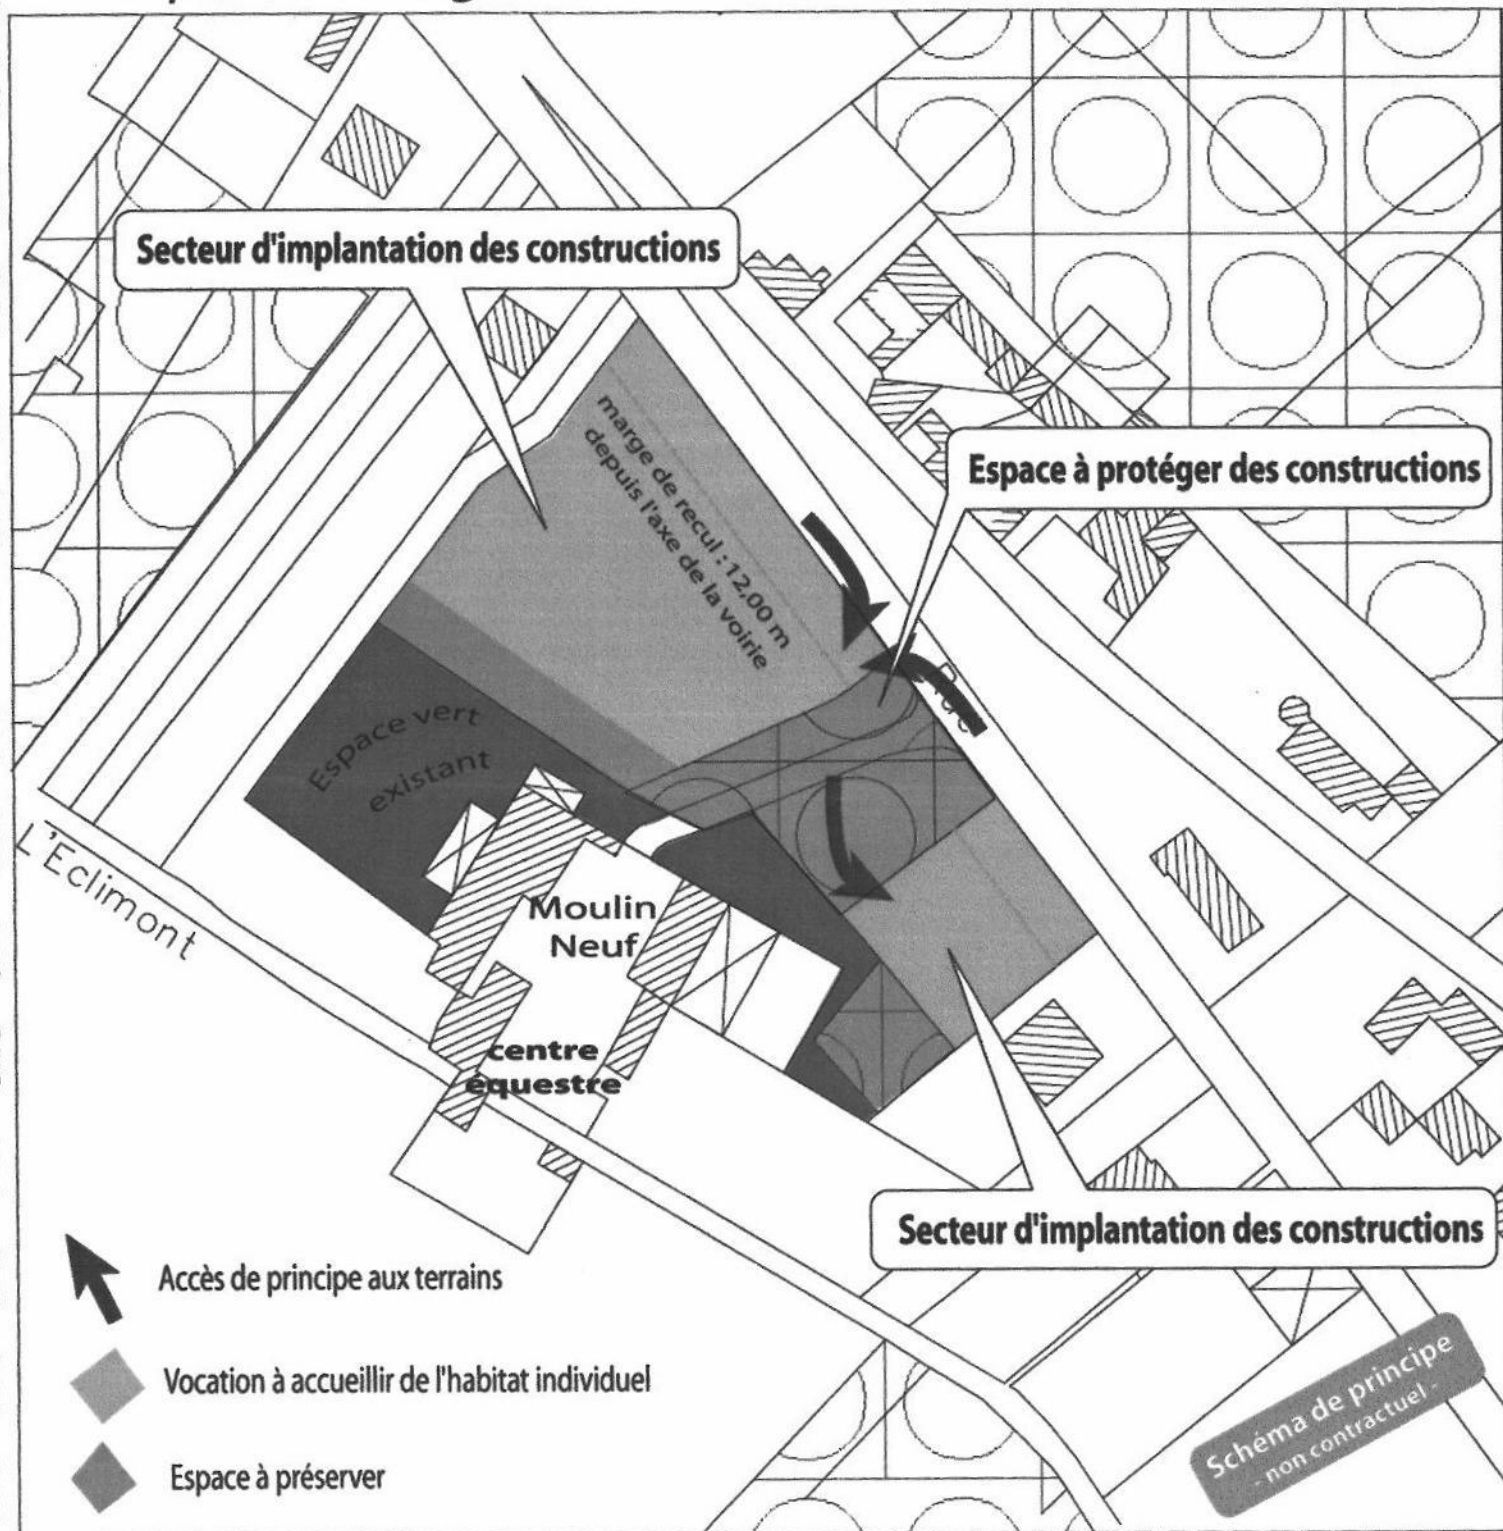 Secteur d'implantation des constructions
marge de recul : 12,00 m
depuis l'axe de la voirie
Espace à protéger des constructions
Rue
Espace vert
existant
L'Eclimont
Moulin
Neuf
centre
équestre
Secteur d'implantation des constructions
Accès de principe aux terrains
Vocation à accueillir de l'habitat individuel
Espace à préserver
Schéma de principe
- non contractuel -